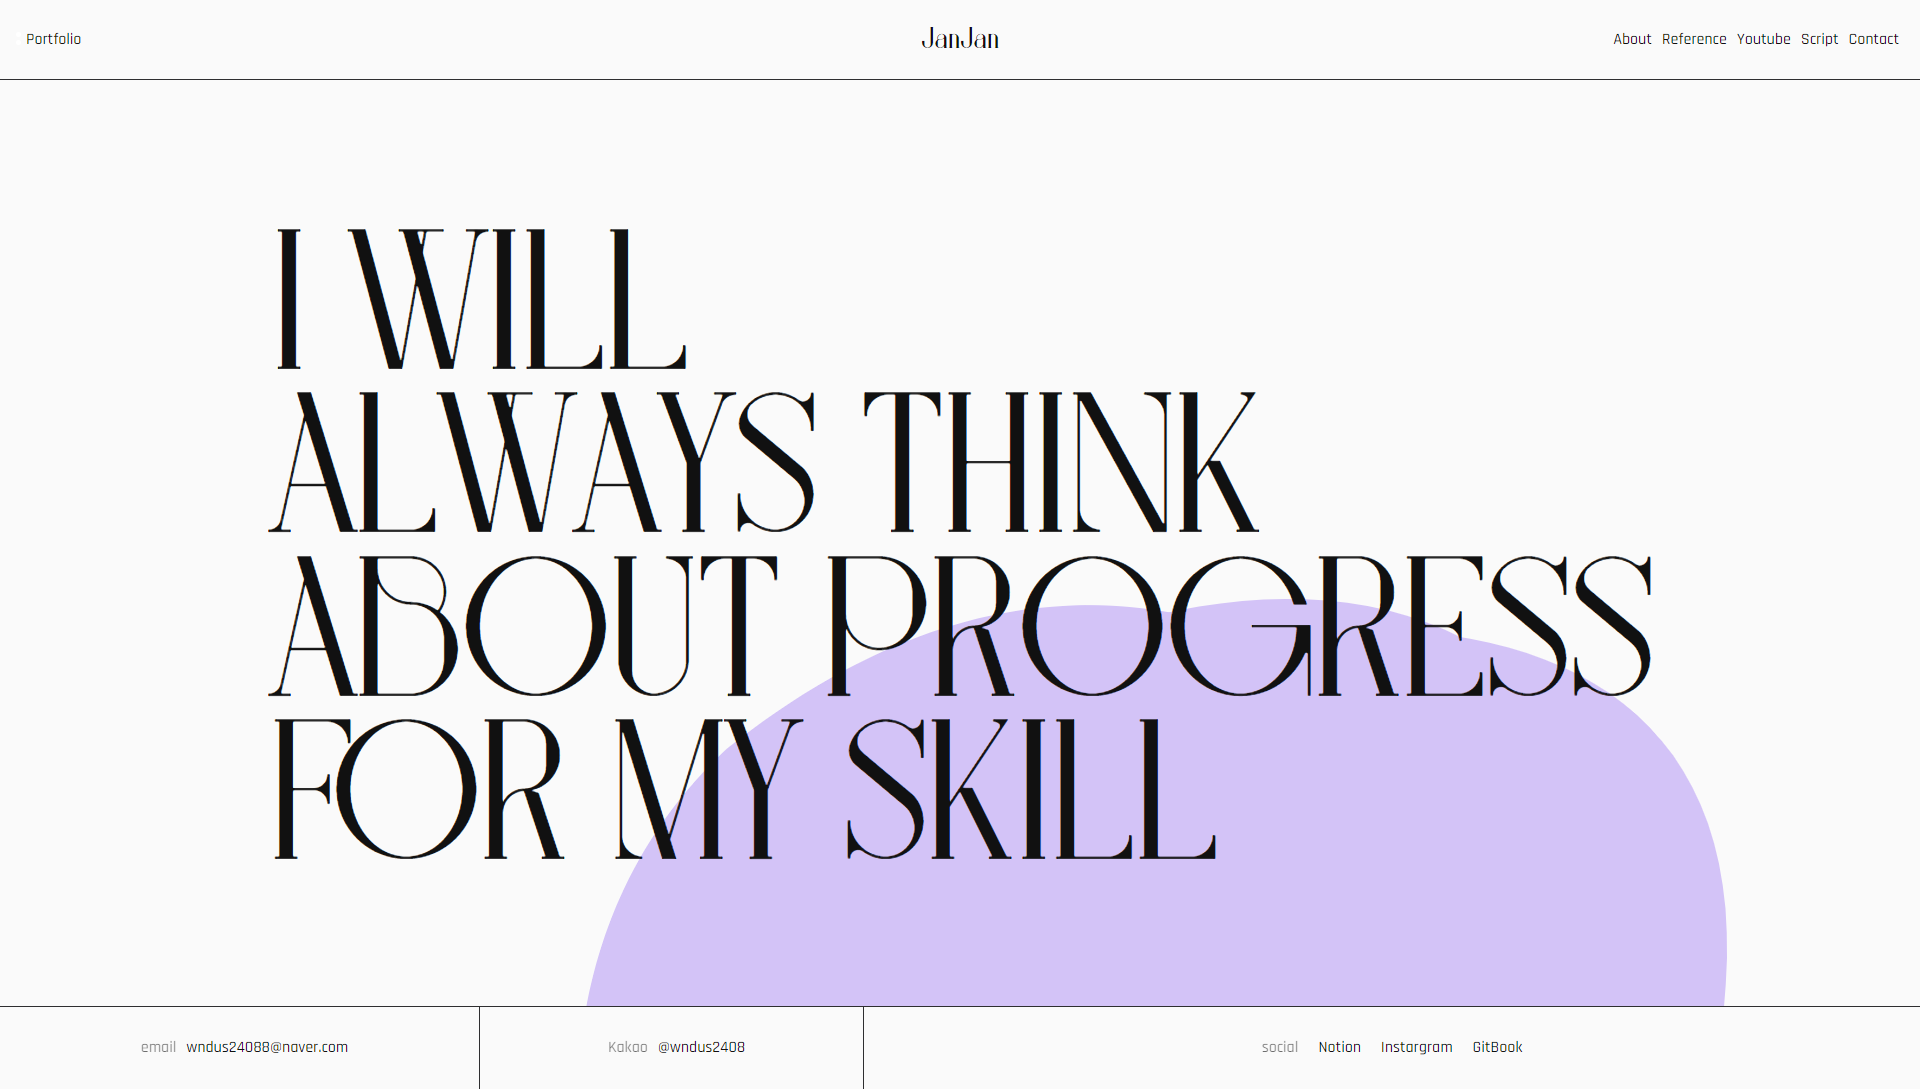 Portfolio
JanJan
About Reference Youtube Script Contact
I WILL
ALWAYS THINK
ABOUT PROGRESS
FOR MY SKILL
email wndus24088@naver.com
Kakao @wndus2408
social Notion Instargram GitBook